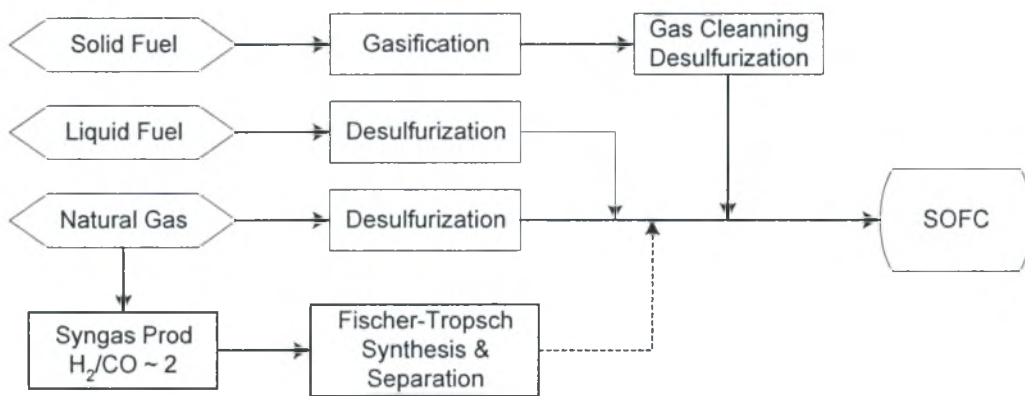 Solid Fuel
Gasification
Gas Cleanning
Desulfurization
Liquid Fuel
Desulfurization
Natural Gas
Desulfurization
SOFC
Syngas Prod
H₂/CO ~ 2
Fischer-Tropsch
Synthesis &
Separation